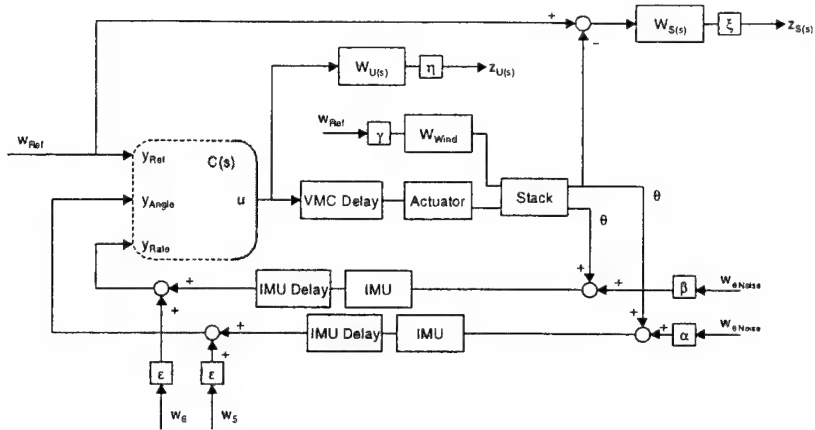 +
W_S(s)
ξ
z_S(s)
-
W_U(s)
η
z_U(s)
w_Ref
w_Ref
γ
W_Wind
y_Ref
C(s)
y_Angle
u
VMC Delay
Actuator
Stack
θ
θ
y_Rate
+
+
IMU Delay
IMU
+
+
β
w_θNoise
+
+
IMU Delay
IMU
+
+
α
w_θNoise
ε
ε
w_6
w_5